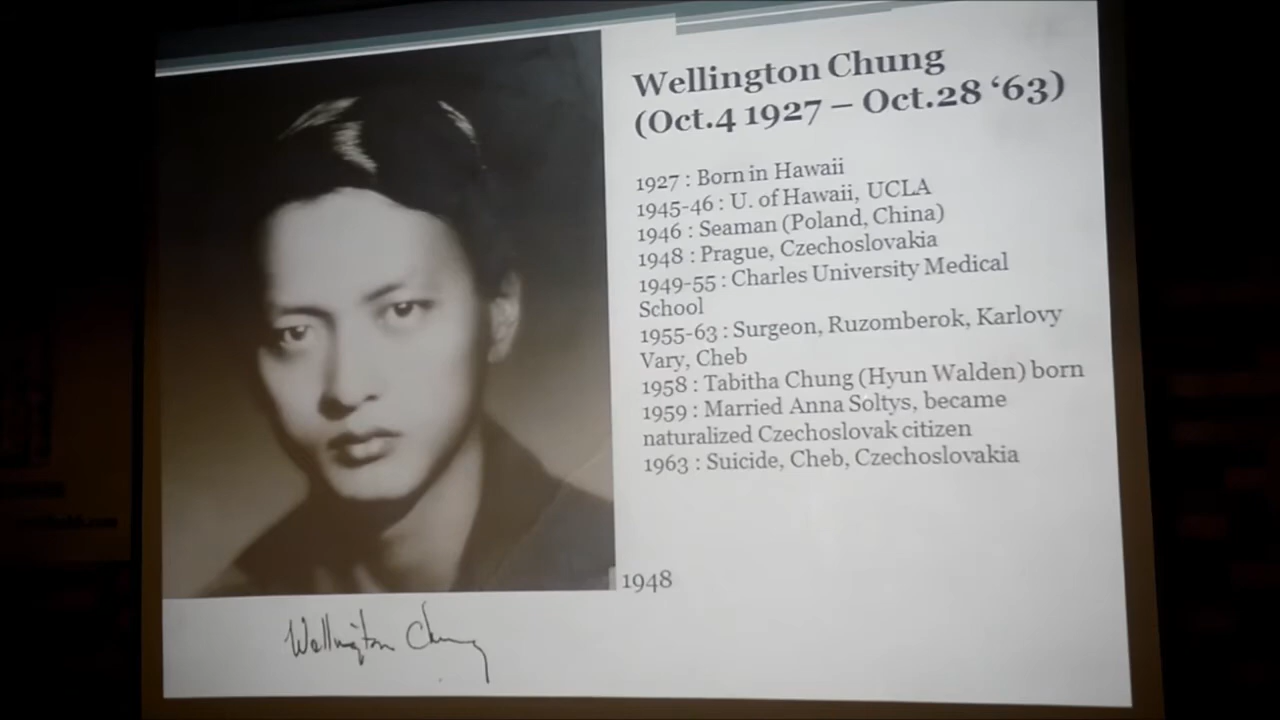 Wellington Chung
(Oct.4 1927 – Oct.28 ‘63)
1927 : Born in Hawaii
1945-46 : U. of Hawaii, UCLA
1946 : Seaman (Poland, China)
1948 : Prague, Czechoslovakia
1949-55 : Charles University Medical
School
1955-63 : Surgeon, Ruzomberok, Karlovy
Vary, Cheb
1958 : Tabitha Chung (Hyun Walden) born
1959 : Married Anna Soltys, became
naturalized Czechoslovak citizen
1963 : Suicide, Cheb, Czechoslovakia
1948
Wellington Chung